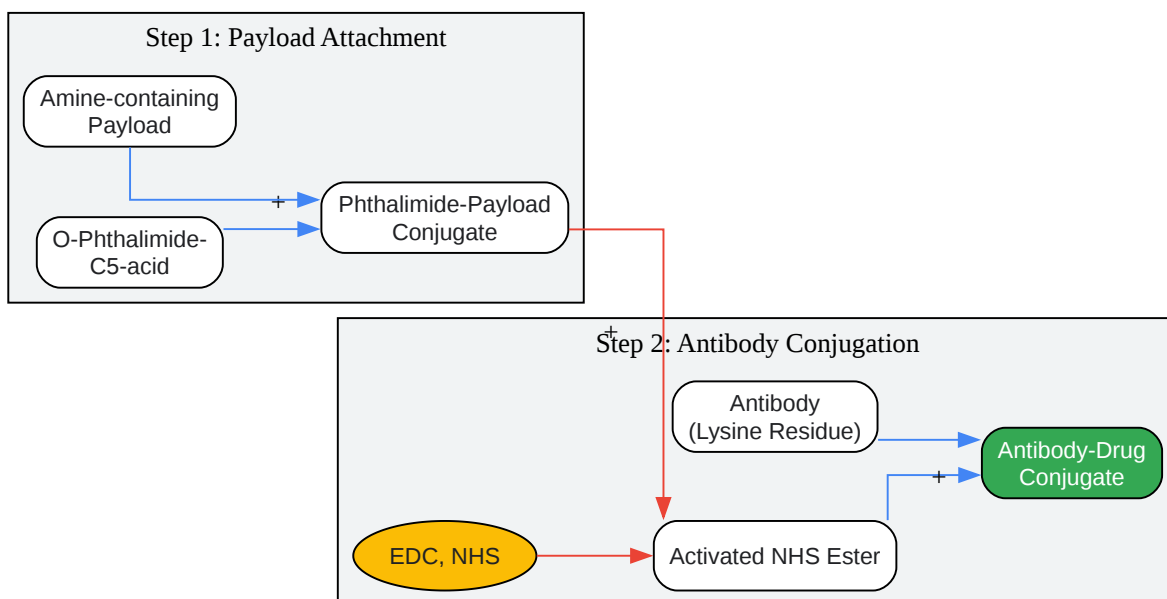 Step 1: Payload Attachment
Amine-containing
Payload
+
Phthalimide-Payload
Conjugate
O-Phthalimide-
C5-acid
+
Step 2: Antibody Conjugation
Antibody
(Lysine Residue)
Antibody-Drug
Conjugate
+
EDC, NHS
Activated NHS Ester